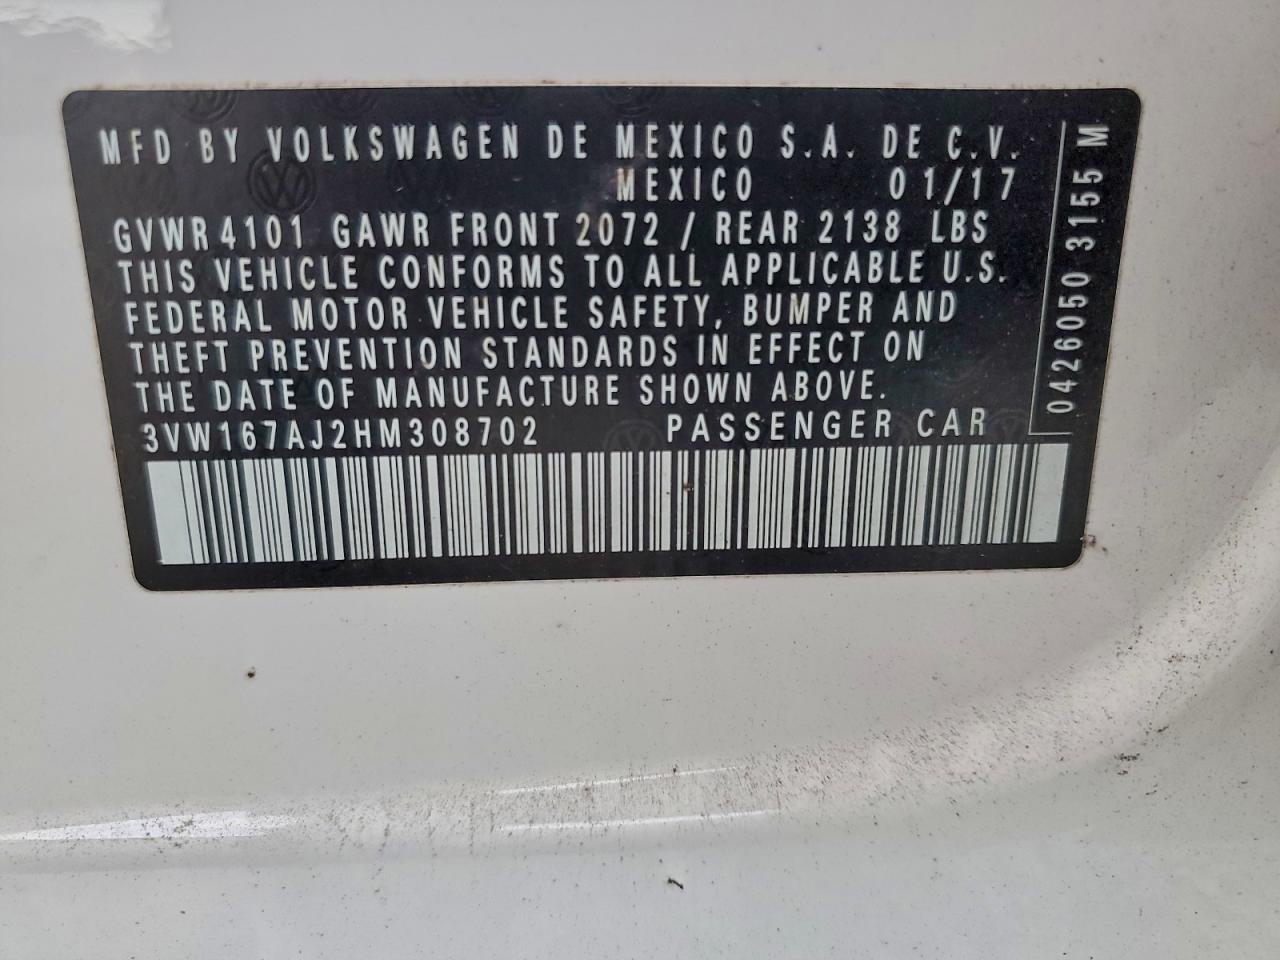 MFD BY VOLKSWAGEN DE MEXICO S.A. DE C.V.
MEXICO 01/17
GVWR 4101 GAWR FRONT 2072 / REAR 2138 LBS
THIS VEHICLE CONFORMS TO ALL APPLICABLE U.S.
FEDERAL MOTOR VEHICLE SAFETY, BUMPER AND
THEFT PREVENTION STANDARDS IN EFFECT ON
THE DATE OF MANUFACTURE SHOWN ABOVE.
3VW167AJ2HM308702 PASSENGER CAR
0426050 3155 M